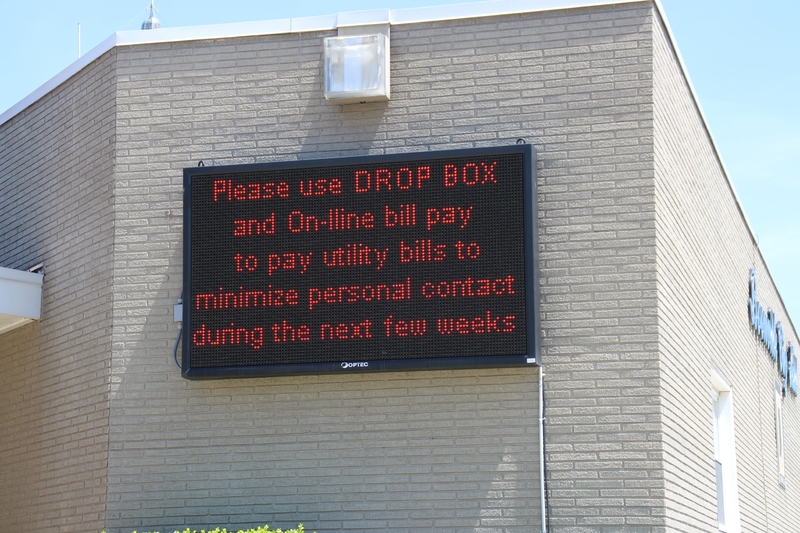 Please use DROP BOX
and On-line bill pay
to pay utility bills to
minimize personal contact
during the next few weeks
OPTEC